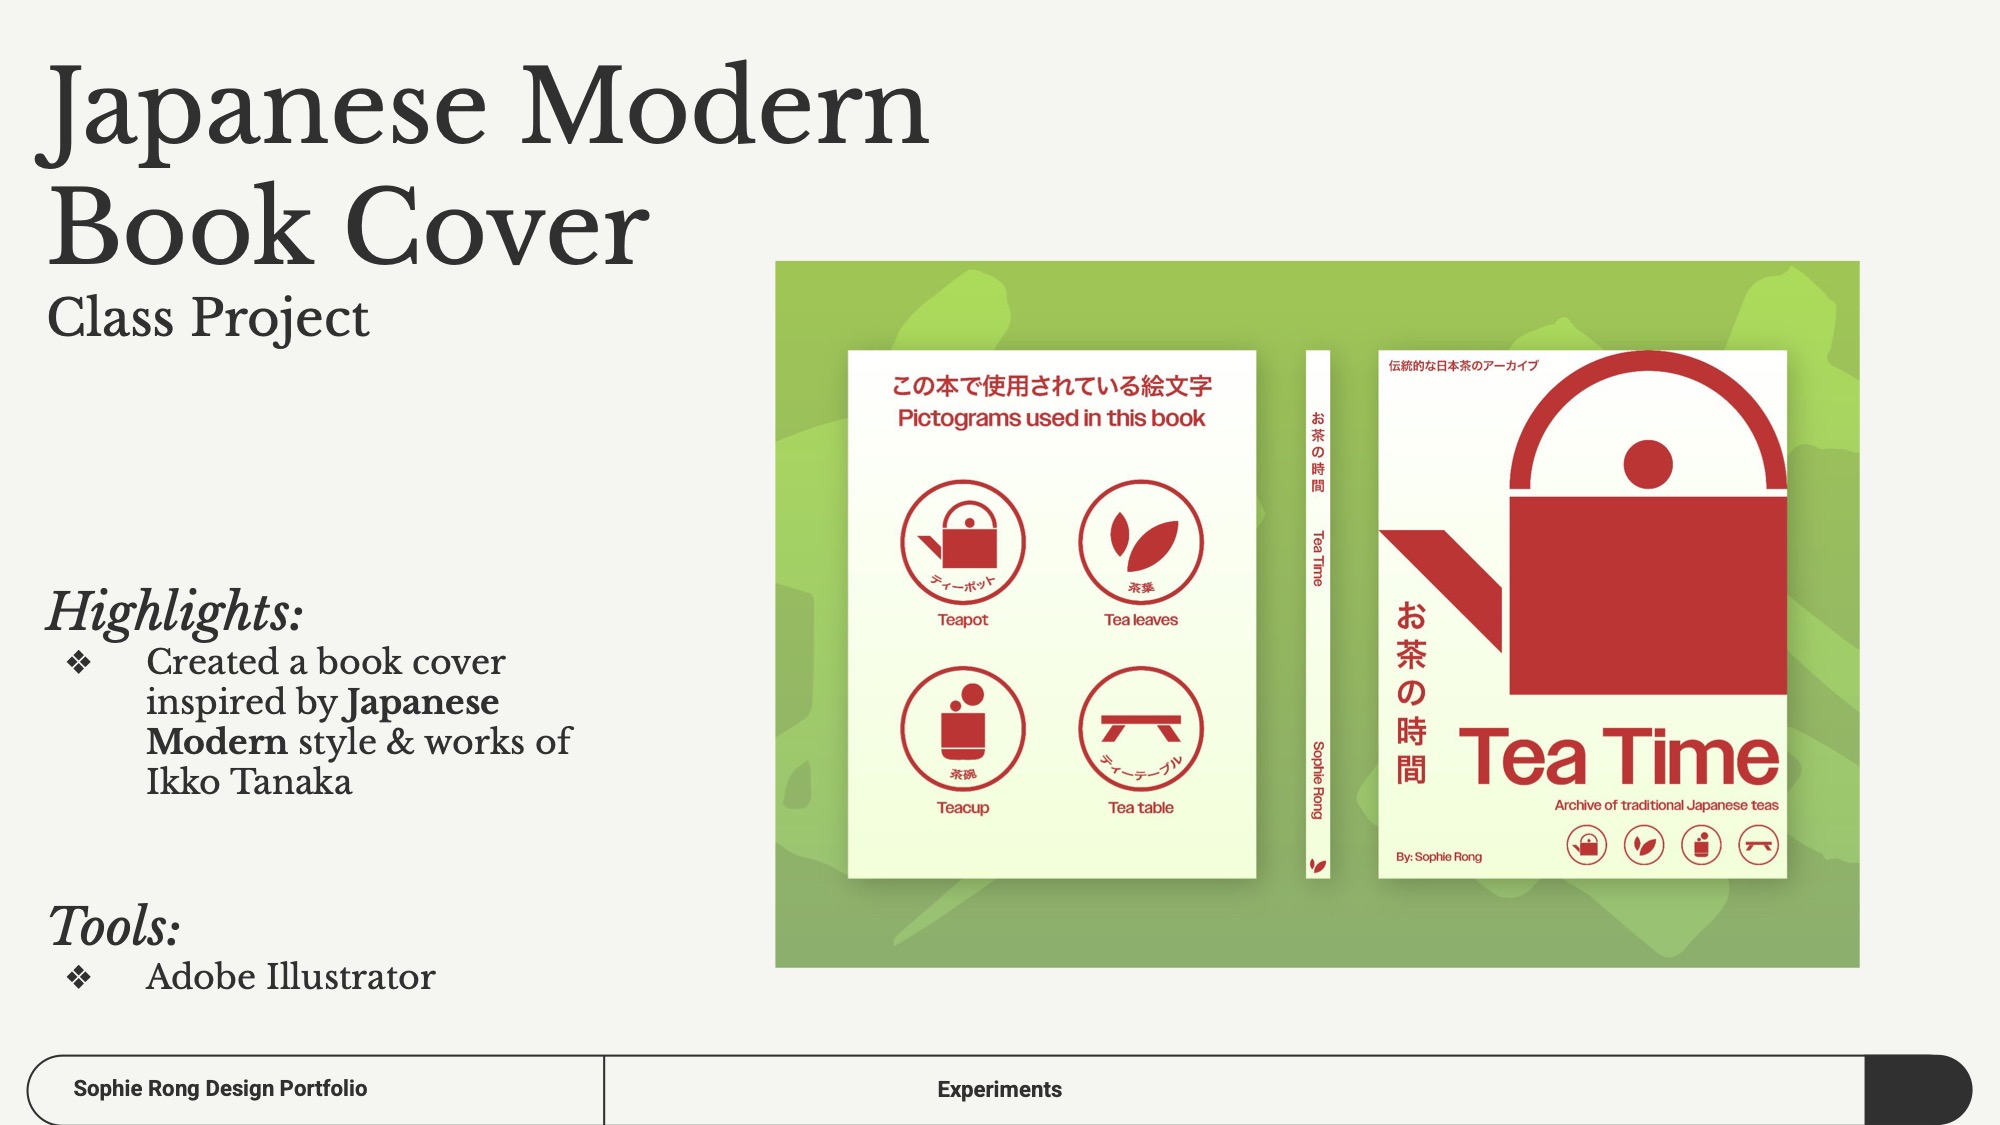 Japanese Modern
Book Cover
Class Project
Highlights:
❖ Created a book cover
inspired by Japanese
Modern style & works of
Ikko Tanaka
Tools:
❖ Adobe Illustrator
この本で使用されている絵文字
Pictograms used in this book
ティーポット
Teapot
茶葉
Tea leaves
茶碗
Teacup
ティーテーブル
Tea table
お茶の時間
Tea Time
Sophie Rong
伝統的な日本茶のアーカイブ
お茶の時間
Tea Time
Archive of traditional Japanese teas
By: Sophie Rong
Sophie Rong Design Portfolio
Experiments